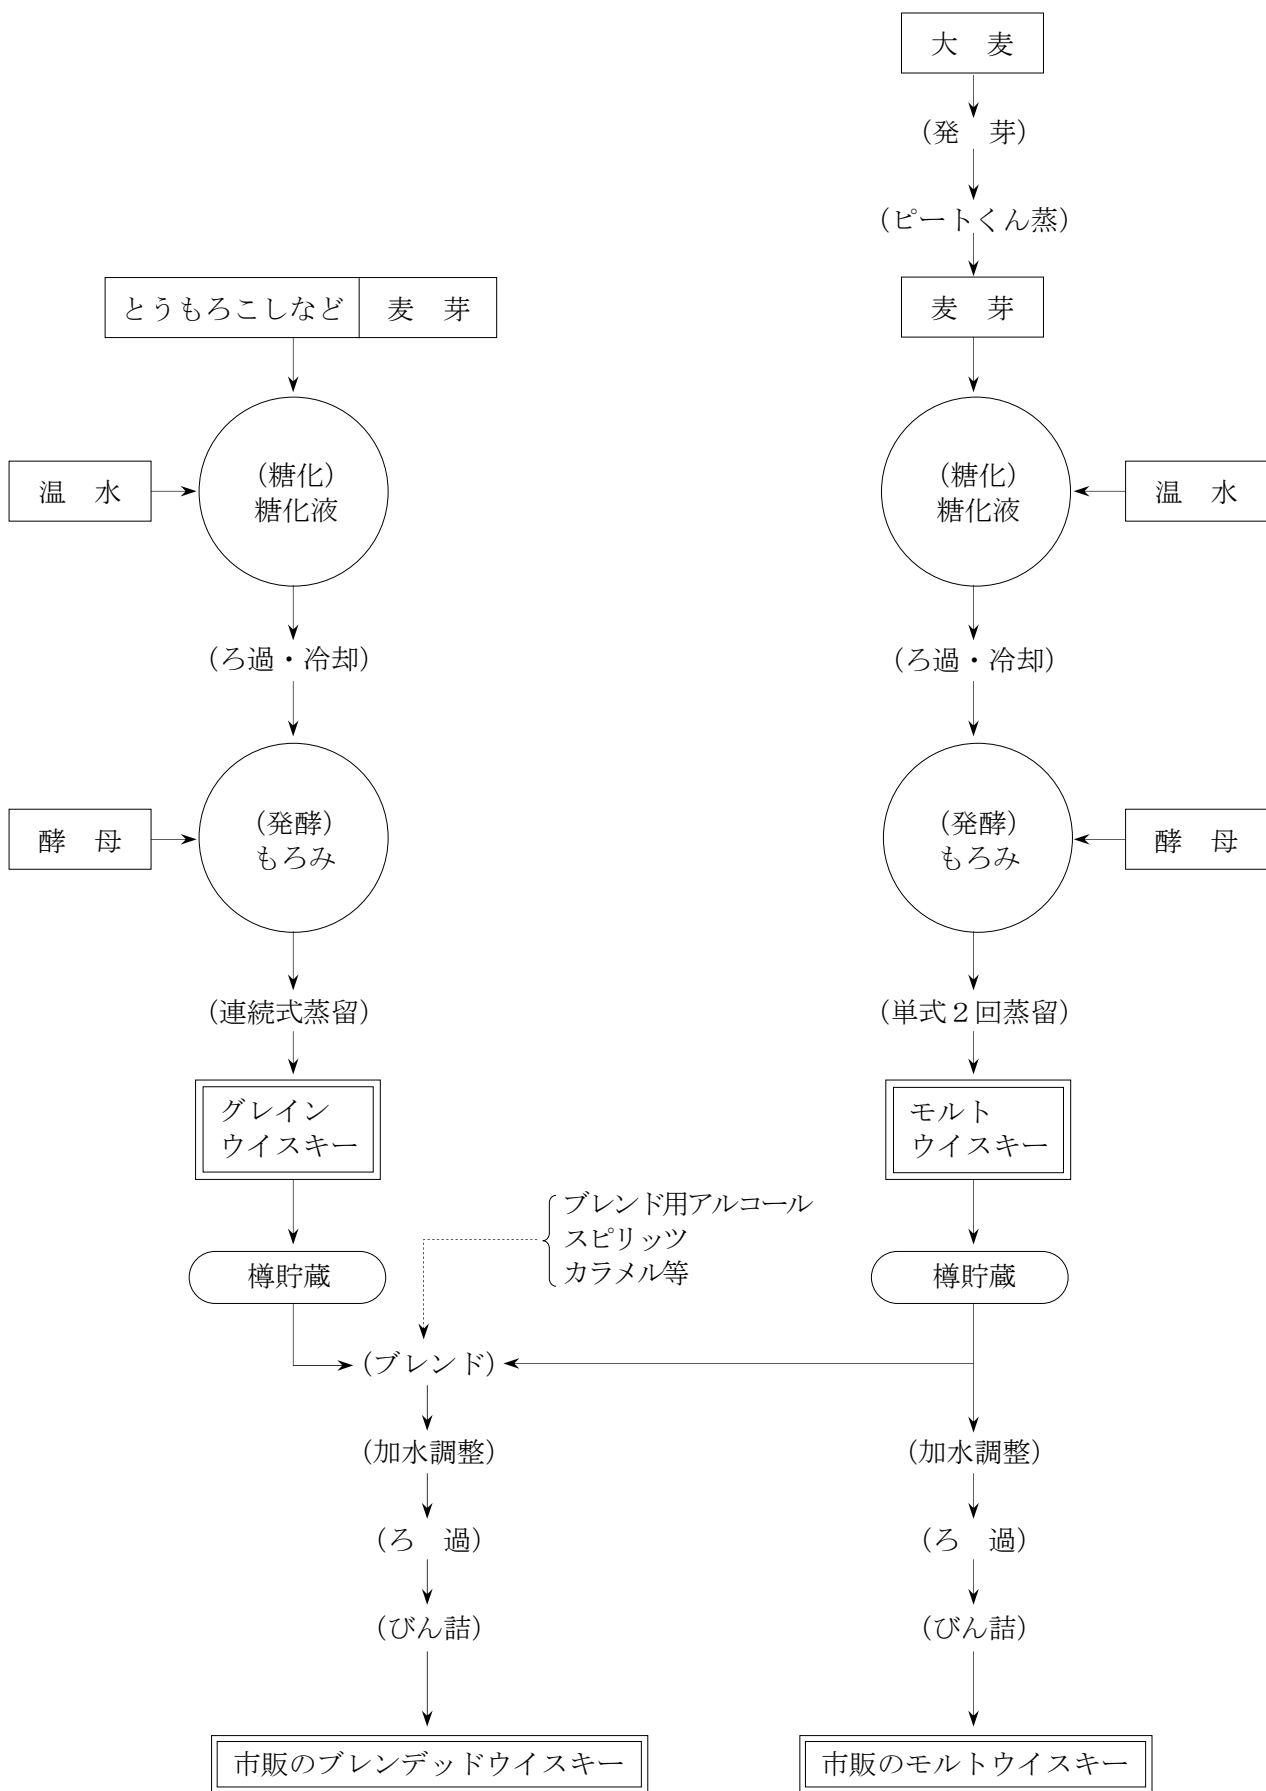 大　麦
（発　芽）
（ピートくん蒸）
とうもろこしなど
麦　芽
麦　芽
温　水
（糖化）
糖化液
（糖化）
糖化液
温　水
（ろ過・冷却）
（ろ過・冷却）
酵　母
（発酵）
もろみ
（発酵）
もろみ
酵　母
（連続式蒸留）
（単式２回蒸留）
グレイン
ウイスキー
モルト
ウイスキー
ブレンド用アルコール
スピリッツ
カラメル等
樽貯蔵
樽貯蔵
（ブレンド）
（加水調整）
（加水調整）
（ろ　過）
（ろ　過）
（びん詰）
（びん詰）
市販のブレンデッドウイスキー
市販のモルトウイスキー